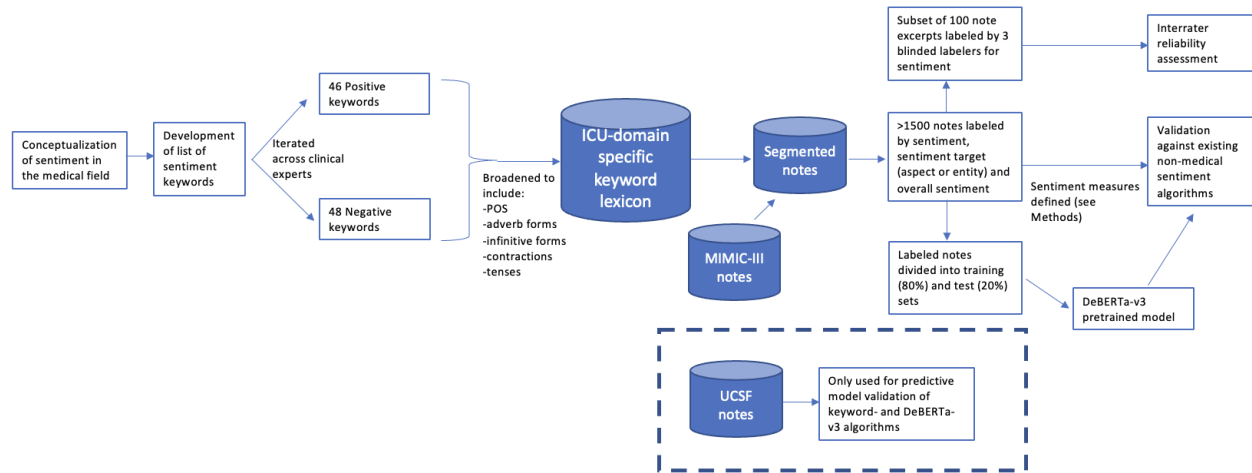 Conceptualization
of sentiment in
the medical field
Development
of list of
sentiment
keywords
Iterated
across clinical
experts
46 Positive
keywords
48 Negative
keywords
Broadened to
include:
-POS
-adverb forms
-infinitive forms
-contractions
-tenses
ICU-domain
specific
keyword
lexicon
MIMIC-III
notes
Segmented
notes
Subset of 100 note
excerpts labeled by 3
blinded labelers for
sentiment
Interrater
reliability
assessment
>1500 notes labeled
by sentiment,
sentiment target
(aspect or entity) and
overall sentiment
Sentiment measures
defined (see
Methods)
Validation
against existing
non-medical
sentiment
algorithms
Labeled notes
divided into training
(80%) and test (20%)
sets
DeBERTa-v3
pretrained model
UCSF
notes
Only used for predictive
model validation of
keyword- and DeBERTa-
v3 algorithms